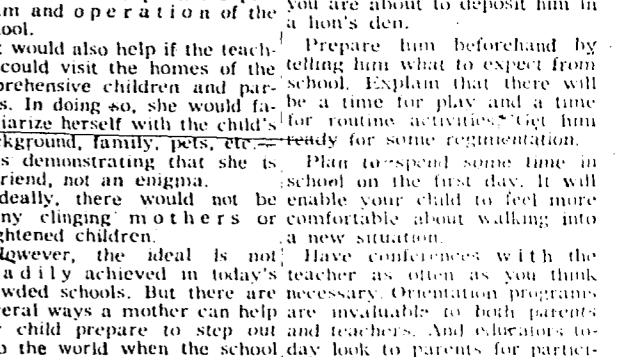 m and operation of the
ool.
would also help if the teach-
could visit the homes of the
prehensive children and par-
s. In doing so, she would fa-
iarize herself with the child's
kground, family, pets, etc.—
s demonstrating that she is
riend, not an enigma.
deally, there would not be
ny clinging mothers or
ghtened children.
However, the ideal is not
adily achieved in today's
wded schools. But there are
eral ways a mother can help
child prepare to step out
o the world when the school
you are about to deposit him in
a lion's den.
Prepare him beforehand by
telling him what to expect from
school. Explain that there will
be a time for play and a time
for routine activities. Get him
ready for some regimentation.
Plan to spend some time in
school on the first day. It will
enable your child to feel more
comfortable about walking into
a new situation.
Have conferences with the
teacher as often as you think
necessary. Orientation programs
are invaluable to both parents
and teachers. And educators to-
day look to parents for partici-